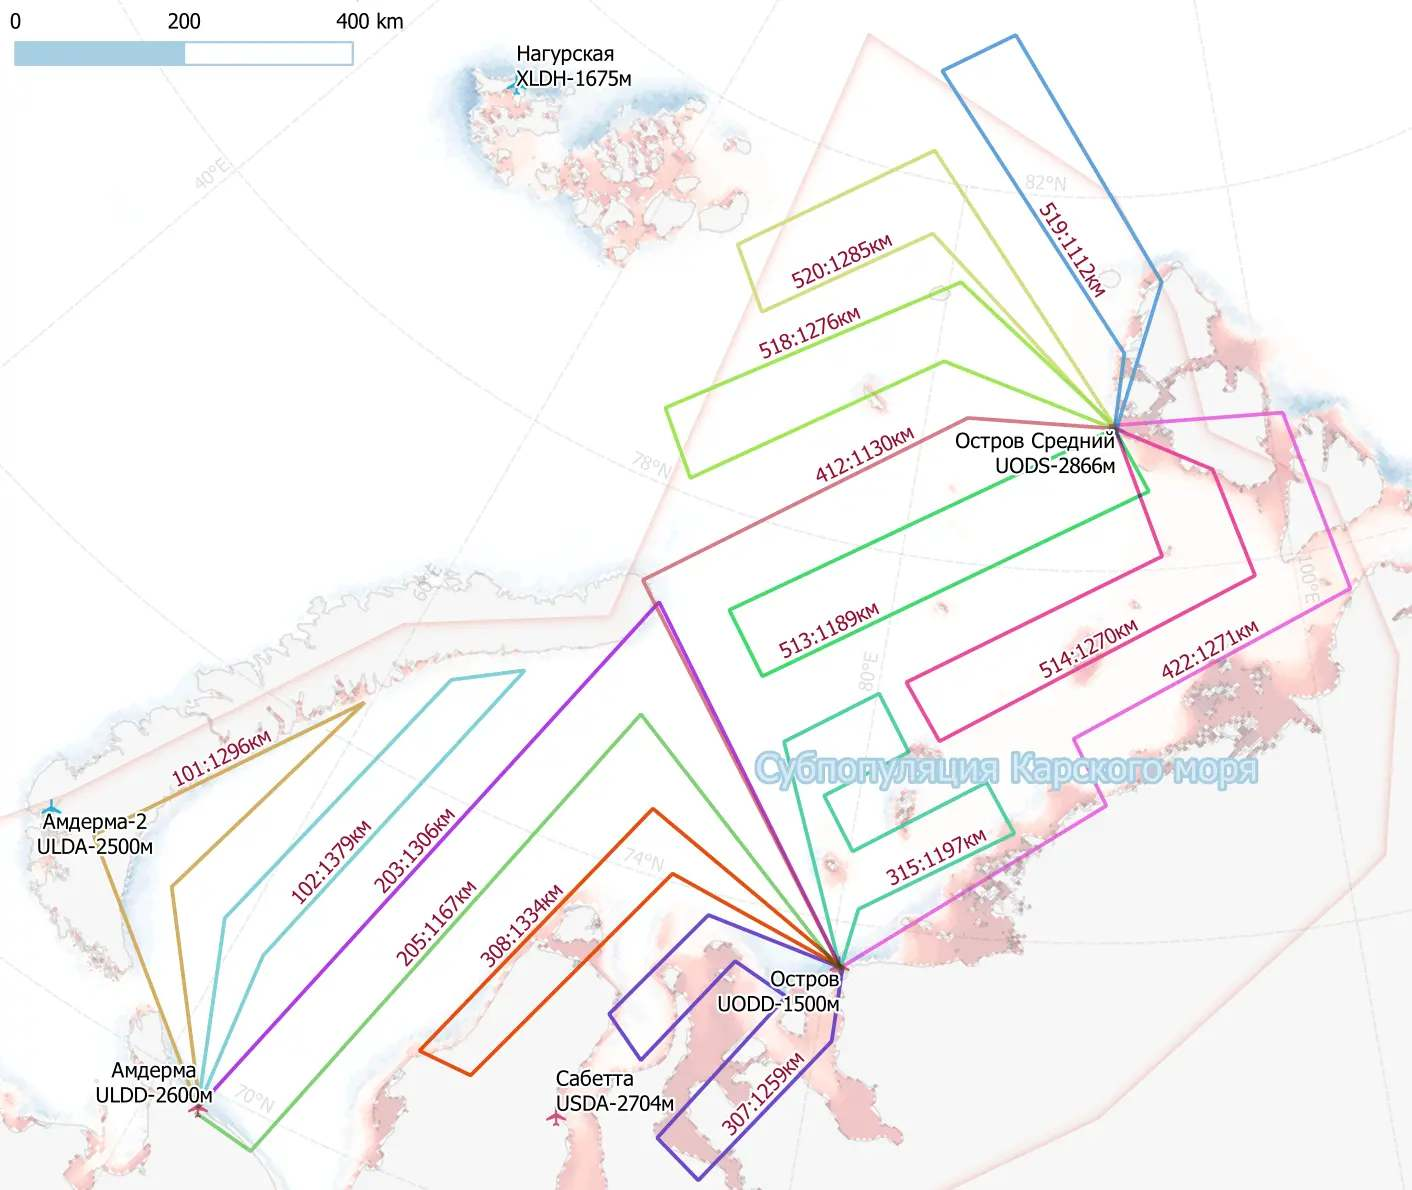 0 200 400 km
Нагурская
XLDH-1675м
40°E
82°N
519:1112км
520:1285км
518:1276км
412:1130км
Остров Средний
UODS-2866м
78°N
60°E
100°E
513:1189км
514:1270км
422:1271км
80°E
101:1296км
Субпопуляция Карского моря
Амдерма-2
ULDA-2500м
102:1379км
203:1306км
74°N
315:1197км
205:1167км
308:1334км
Остров
UODD-1500м
Амдерма
ULDD-2600м
70°N
Сабетта
USDA-2704м
307:1259км